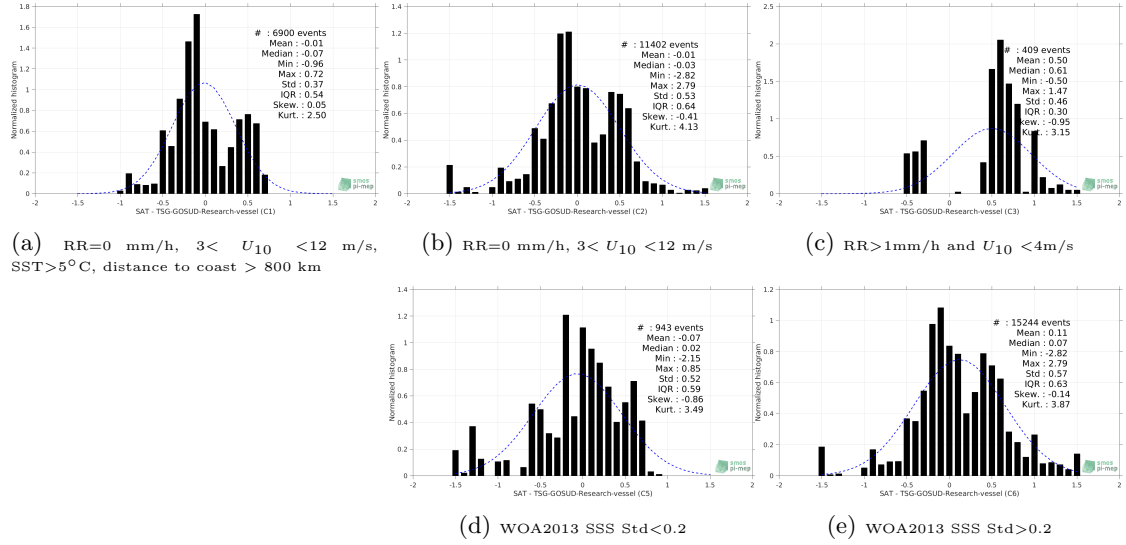 Normalized histogram
1.8
1.6
1.4
1.2
1
0.8
0.6
0.4
0.2
0
-2 -1.5 -1 -0.5 0 0.5 1 1.5 2
# : 6900 events
Mean : -0.01
Median : -0.07
Min : -0.96
Max : 0.72
Std : 0.37
IQR : 0.54
Skew. : 0.05
Kurt. : 2.50
smos
pi-mep
SAT - TSG-GOSUD-Research-vessel (C1)
(a) RR=0 mm/h, 3< U10 <12 m/s,
SST>5°C, distance to coast > 800 km
Normalized histogram
1.4
1.2
1
0.8
0.6
0.4
0.2
0
-2 -1.5 -1 -0.5 0 0.5 1 1.5 2
# : 11402 events
Mean : -0.01
Median : -0.03
Min : -2.82
Max : 2.79
Std : 0.53
IQR : 0.64
Skew. : -0.41
Kurt. : 4.13
smos
pi-mep
SAT - TSG-GOSUD-Research-vessel (C2)
(b) RR=0 mm/h, 3< U10 <12 m/s
Normalized histogram
2.5
2
1.5
1
0.5
0
-2 -1.5 -1 -0.5 0 0.5 1 1.5 2
# : 409 events
Mean : 0.50
Median : 0.61
Min : -0.50
Max : 1.47
Std : 0.46
IQR : 0.30
Skew. : -0.95
Kurt. : 3.15
smos
pi-mep
SAT - TSG-GOSUD-Research-vessel (C3)
(c) RR>1mm/h and U10 <4m/s
Normalized histogram
1.4
1.2
1
0.8
0.6
0.4
0.2
0
-2 -1.5 -1 -0.5 0 0.5 1 1.5 2
# : 943 events
Mean : -0.07
Median : 0.02
Min : -2.15
Max : 0.85
Std : 0.52
IQR : 0.59
Skew. : -0.86
Kurt. : 3.49
smos
pi-mep
SAT - TSG-GOSUD-Research-vessel (C5)
(d) WOA2013 SSS Std<0.2
Normalized histogram
1.2
1
0.8
0.6
0.4
0.2
0
-2 -1.5 -1 -0.5 0 0.5 1 1.5 2
# : 15244 events
Mean : 0.11
Median : 0.07
Min : -2.82
Max : 2.79
Std : 0.57
IQR : 0.63
Skew. : -0.14
Kurt. : 3.87
smos
pi-mep
SAT - TSG-GOSUD-Research-vessel (C6)
(e) WOA2013 SSS Std>0.2